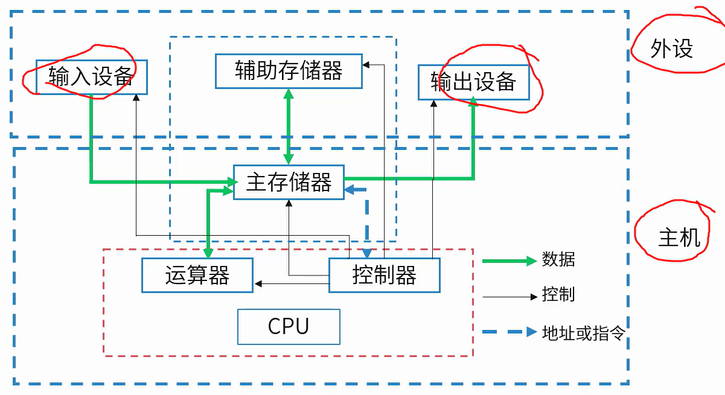 外设
输入设备
辅助存储器
输出设备
主存储器
主机
运算器
控制器
CPU
数据
控制
地址或指令